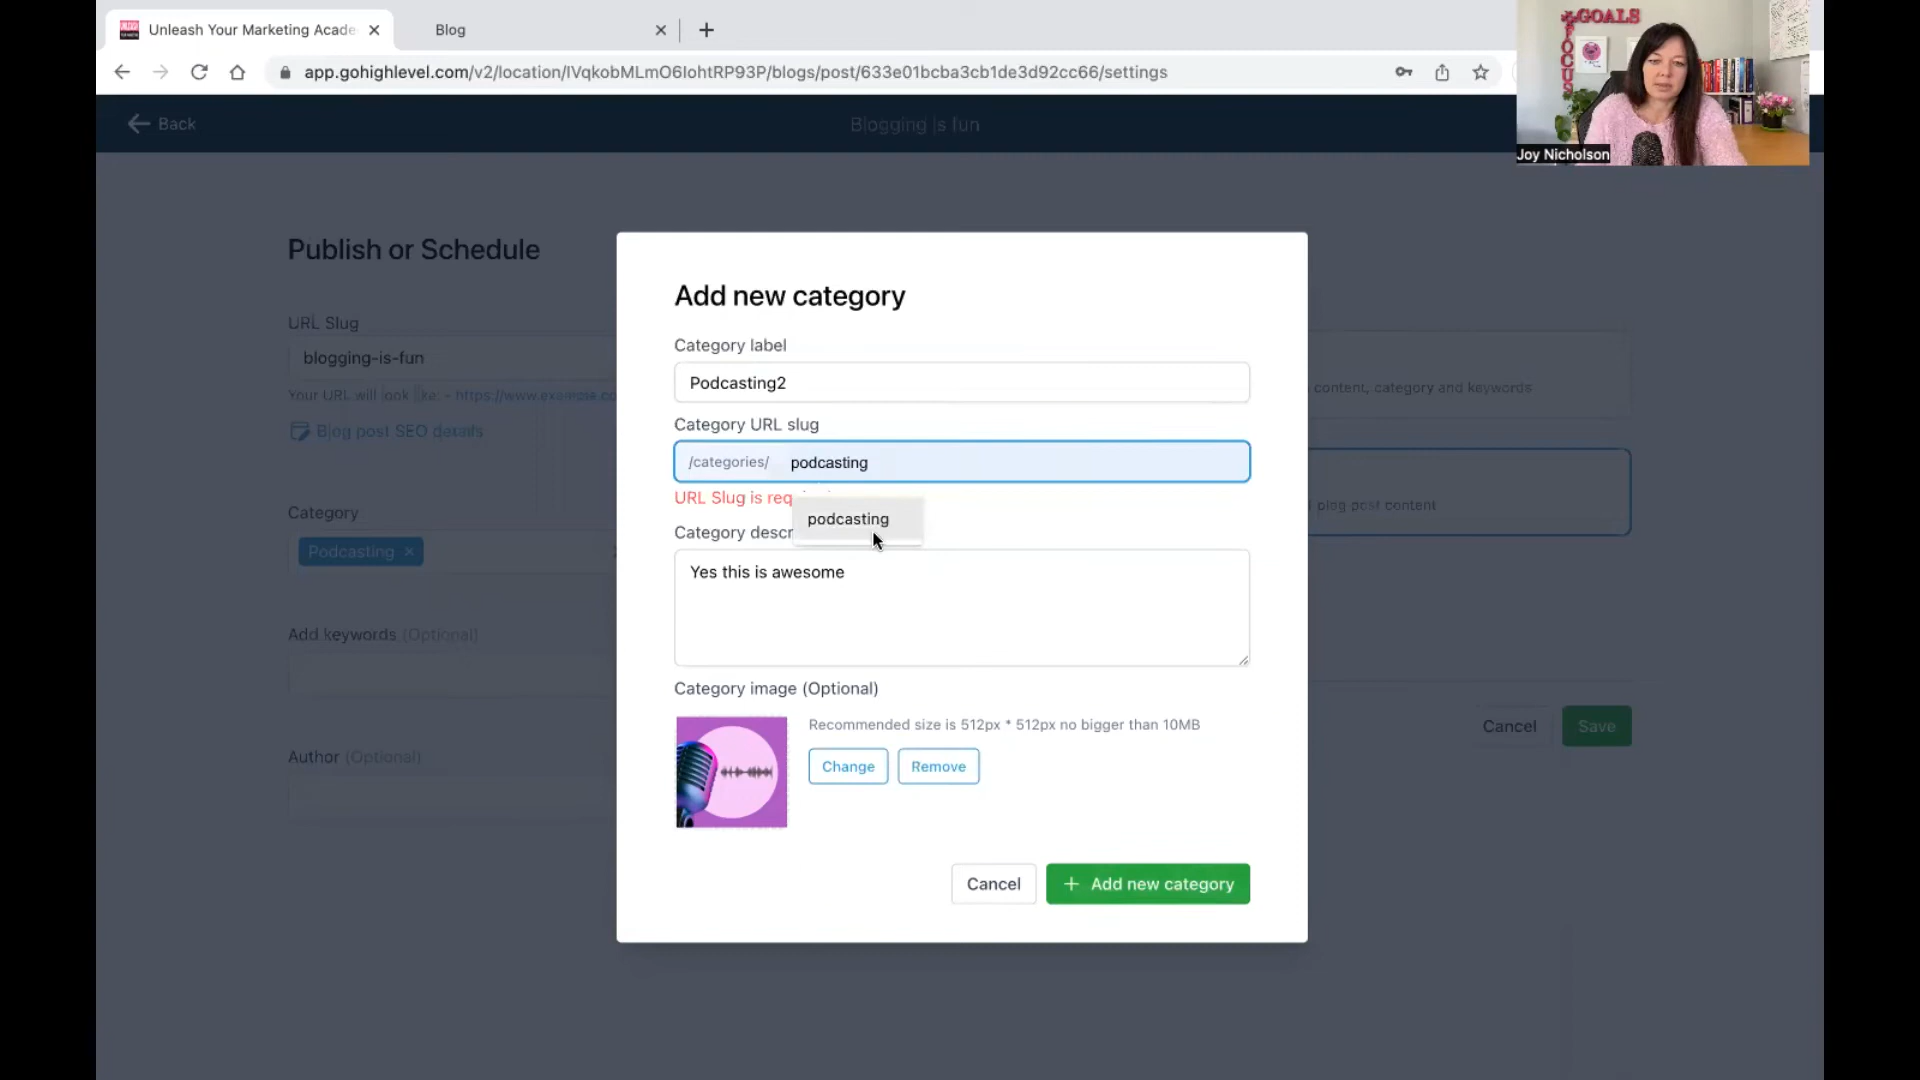 Unleash Your Marketing Acade
Blog
app.gohighlevel.com/v2/location/IVqkobMLmO6IohtRP93P/blogs/post/633e01bcba3cb1de3d92cc66/settings
GOALS
FOCUS
Joy Nicholson
Back
Blogging is fun
Publish or Schedule
URL Slug
blogging-is-fun
Your URL will look like: - https://www.example.co
Blog post SEO details
Category
Podcasting ×
Add keywords (Optional)
Author (Optional)
Add new category
Category label
Podcasting2
Category URL slug
/categories/ podcasting
URL Slug is req
podcasting
Category descr
Yes this is awesome
Category image (Optional)
Recommended size is 512px * 512px no bigger than 10MB
Change Remove
Cancel + Add new category
content, category and keywords
blog post content
Cancel Save